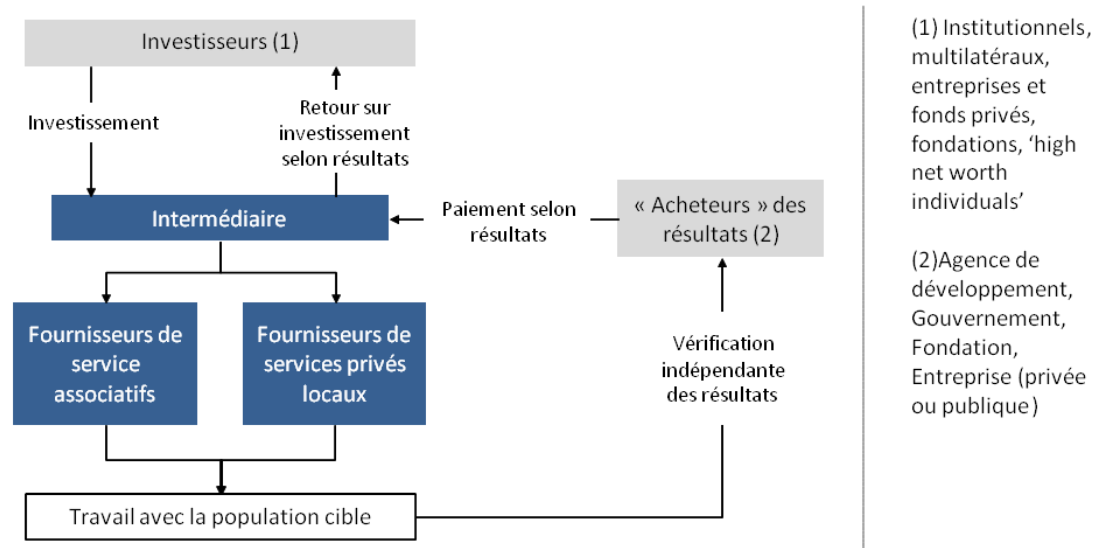 Investisseurs (1)
Investissement
Retour sur
investissement
selon résultats
Intermédiaire
Paiement selon
résultats
« Acheteurs » des
résultats (2)
Fournisseurs de
service
associatifs
Fournisseurs de
services privés
locaux
Vérification
indépendante
des résultats
Travail avec la population cible
(1) Institutionnels,
multilatéraux,
entreprises et
fonds privés,
fondations, ‘high
net worth
individuals’
(2)Agence de
développement,
Gouvernement,
Fondation,
Entreprise (privée
ou publique)